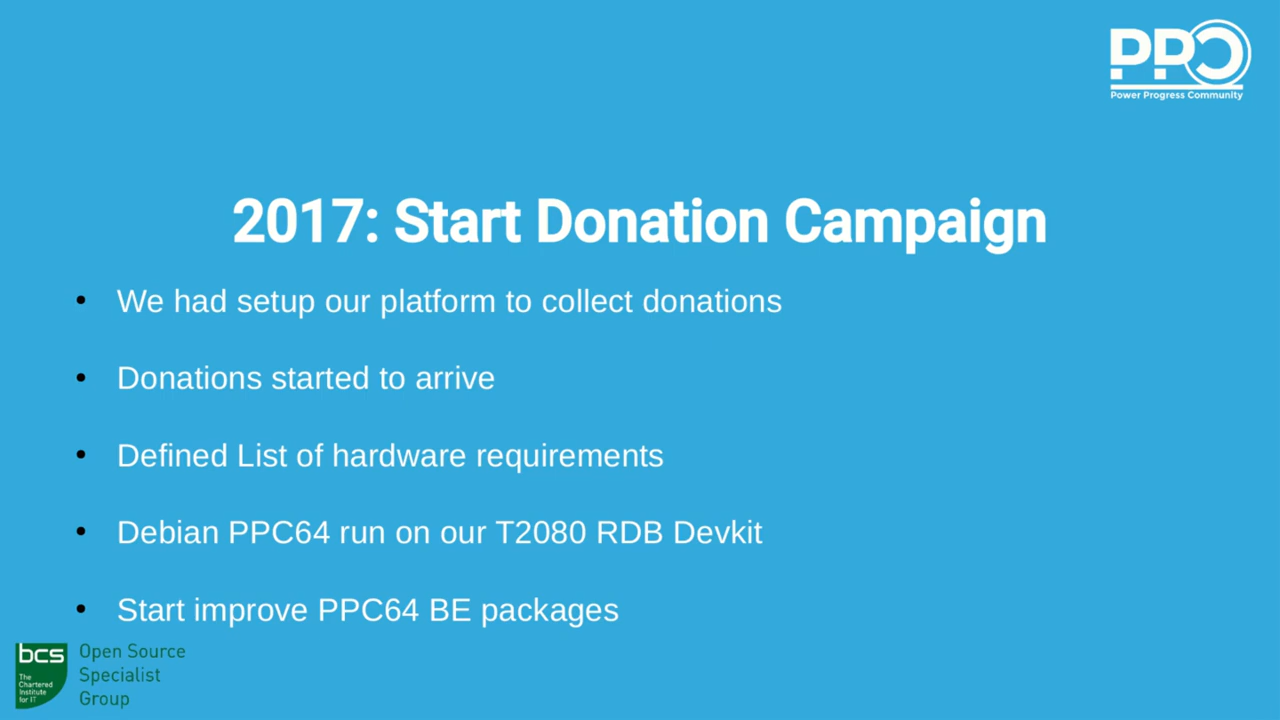 PPC
Power Progress Community
2017: Start Donation Campaign
• We had setup our platform to collect donations
• Donations started to arrive
• Defined List of hardware requirements
• Debian PPC64 run on our T2080 RDB Devkit
• Start improve PPC64 BE packages
bcs
The
Chartered
Institute
for IT
Open Source
Specialist
Group